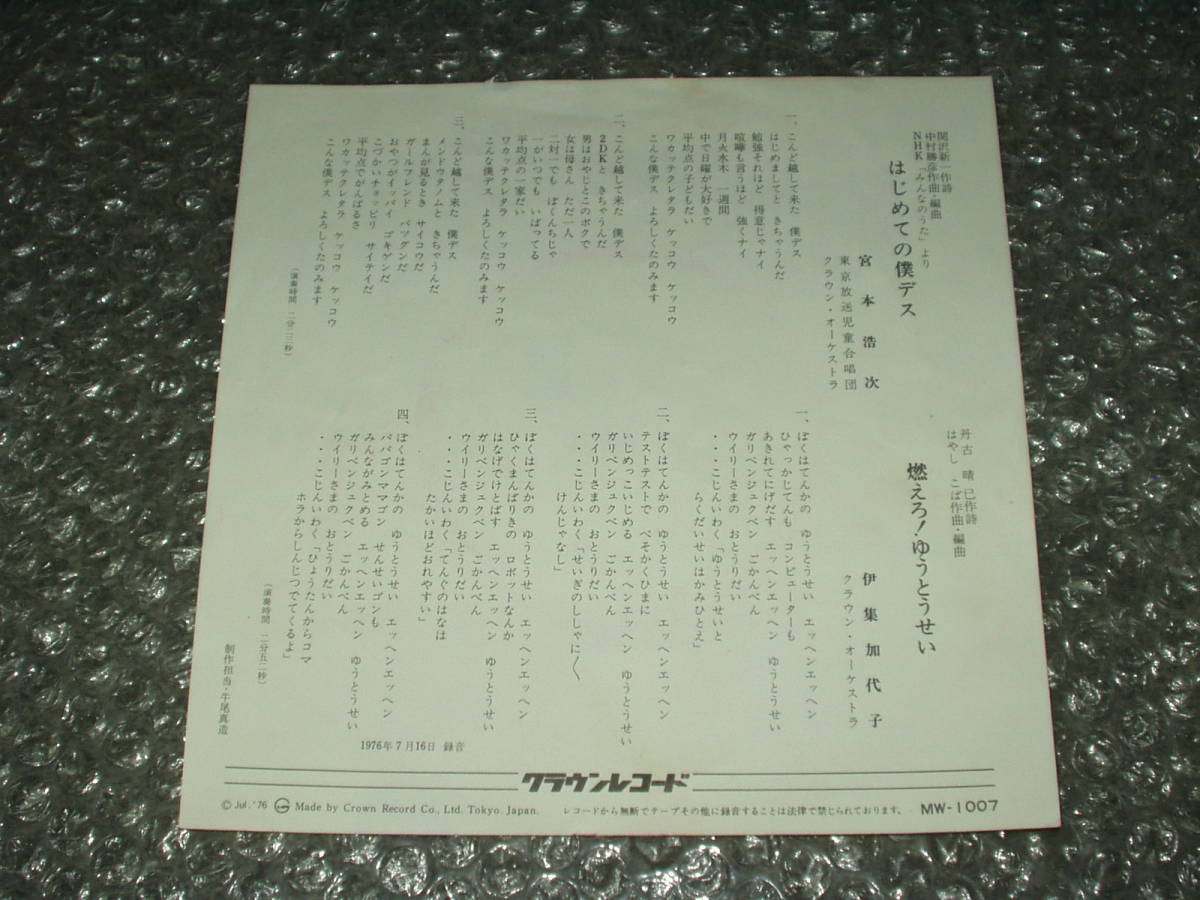 関沢新一作詩
中村勝彦作曲・編曲
NHK「みんなのうた」より
はじめての僕デス
宮本浩次
東京放送児童合唱団
クラウン・オーケストラ
一、こんど越して来た　僕デス
はじめましてと　きちゃうんだ
勉強それほど　得意じゃナイ
喧嘩も言うほど　強くナイ
月火水木　一週間
中で日曜が大好きで
平均点の子どもだい
ワカッテクレタラ　ケッコウ　ケッコウ
こんな僕デス　よろしくたのみます
二、こんど越して来た　僕デス
2DKと　きちゃうんだ
男はおやじとこのボクで
女は母さん　ただ一人
二対一でも　ぼくんちじゃ
一がいつでも　いばってる
平均点の一家だい
ワカッテクレタラ　ケッコウ　ケッコウ
こんな僕デス　よろしくたのみます
三、こんど越して来た　僕デス
メンドウタノムと　きちゃうんだ
まんが見るとき　サイコウだ
ガールフレンド　バツグンだ
おやつがイッパイ　ゴキゲンだ
こづかいチョッピリ　サイテイだ
平均点でがんばるさ
ワカッテクレタラ　ケッコウ　ケッコウ
こんな僕デス　よろしくたのみます
（演奏時間　二分二三秒）
丹古晴已作詩
はやし　こば作曲・編曲
燃えろ！ゆうとうせい
伊集加代子
クラウン・オーケストラ
一、ぼくはてんかの　ゆうとうせい　エッヘンエッヘン
ひゃっかじてんも　コンピューターも
あきれてにげだす　エッヘンエッヘン　ゆうとうせい
ガリベンジュクベン　ごかんべん
ウイリーさまの　おとうりだい
・・・こじんいわく「ゆうとうせいと
らくだいせいはかみひとえ」
二、ぼくはてんかの　ゆうとうせい　エッヘンエッヘン
テストテストで　べそかくひまに
いじめっこいじめる　エッヘンエッヘン　ゆうとうせい
ガリベンジュクベン　ごかんべん
ウイリーさまの　おとうりだい
・・・こじんいわく「せいぎのししゃに〳〵
けんじゃなし」
三、ぼくはてんかの　ゆうとうせい　エッヘンエッヘン
ひゃくまんばりきの　ロボットなんか
はなげでけとばす　エッヘンエッヘン　ゆうとうせい
ガリベンジュクベン　ごかんべん
ウイリーさまの　おとうりだい
・・・こじんいわく「てんぐのはなは
たかいほどおれやすい」
四、ぼくはてんかの　ゆうとうせい　エッヘンエッヘン
パパゴンママゴン　せんせいゴンも
みんながみとめる　エッヘンエッヘン　ゆうとうせい
ガリベンジュクベン　ごかんべん
ウイリーさまの　おとうりだい
・・・こじんいわく「ひょうたんからコマ
ホラからしんじつでてくるよ」
（演奏時間　二分五二秒）
制作担当・牛尾真造
1976年7月16日 録音
クラウンレコード
© Jul. '76 Made by Crown Record Co., Ltd. Tokyo. Japan. レコードから無断でテープその他に録音することは法律で禁じられております。 MW-1007